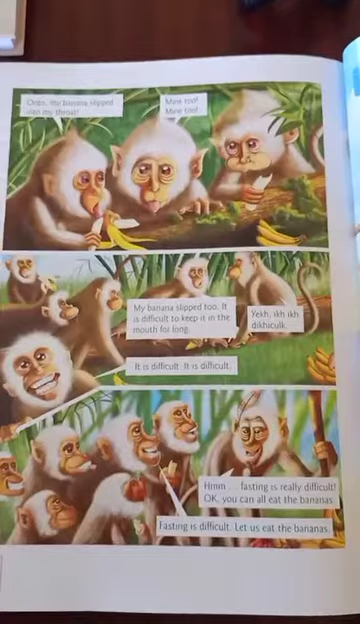 Oops, my banana slipped
into my throat!
Mine too!
Mine too!
My banana slipped too. It
is difficult to keep it in the
mouth for long.
Yekh, ikh ikh
dikhiculk.
It is difficult. It is difficult.
Hmm . . . fasting is really difficult!
OK, you can all eat the bananas.
Fasting is difficult. Let us eat the bananas.